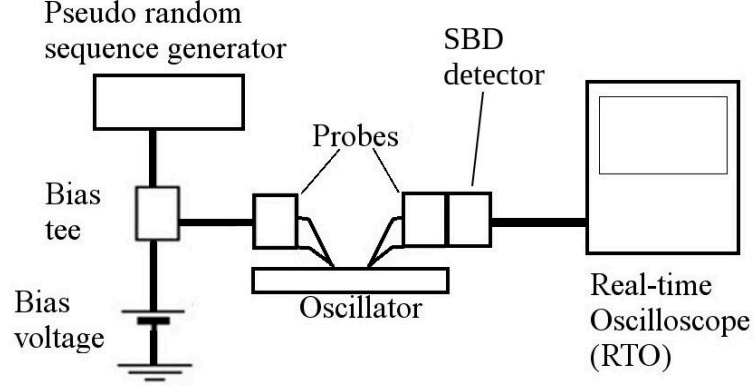 Pseudo random
sequence generator
SBD
detector
Probes
Bias
tee
Bias
voltage
Oscillator
Real-time
Oscilloscope
(RTO)